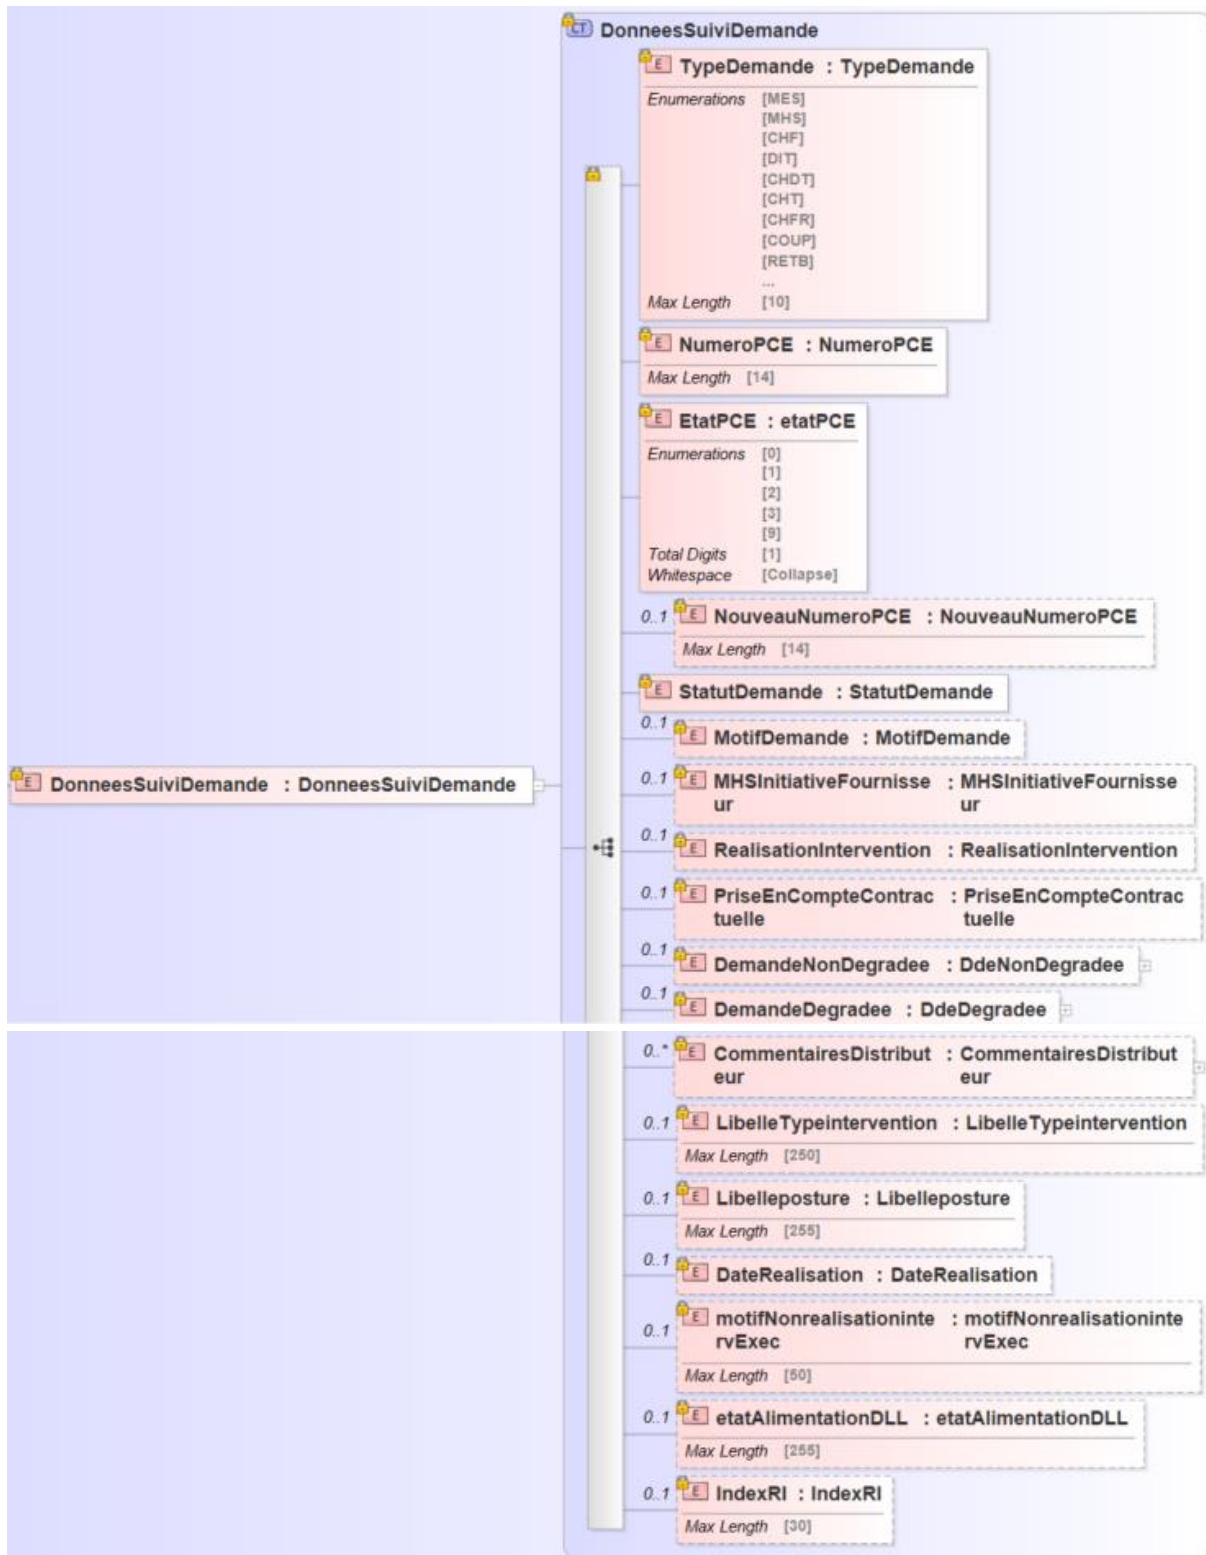 CT DonneesSuiviDemande
E TypeDemande : TypeDemande
Enumerations [MES]
[MHS]
[CHF]
[DIT]
[CHDT]
[CHT]
[CHFR]
[COUP]
[RETB]
...
Max Length [10]
E NumeroPCE : NumeroPCE
Max Length [14]
E EtatPCE : etatPCE
Enumerations [0]
[1]
[2]
[3]
[9]
Total Digits [1]
Whitespace [Collapse]
0..1 E NouveauNumeroPCE : NouveauNumeroPCE
Max Length [14]
E StatutDemande : StatutDemande
0..1 E MotifDemande : MotifDemande
E DonneesSuiviDemande : DonneesSuiviDemande
0..1 E MHSInitiativeFournisse : MHSInitiativeFournisse
ur ur
0..1 E RealisationIntervention : RealisationIntervention
0..1 E PriseEnCompteContrac : PriseEnCompteContrac
tuelle tuelle
0..1 E DemandeNonDegradee : DdeNonDegradee
0..1 E DemandeDegradee : DdeDegradee
0..* E CommentairesDistribut : CommentairesDistribut
eur eur
0..1 E LibelleTypeintervention : LibelleTypeintervention
Max Length [250]
0..1 E Libelleposture : Libelleposture
Max Length [255]
0..1 E DateRealisation : DateRealisation
0..1 E motifNonrealisationinte : motifNonrealisationinte
rvExec rvExec
Max Length [50]
0..1 E etatAlimentationDLL : etatAlimentationDLL
Max Length [255]
0..1 E IndexRI : IndexRI
Max Length [30]